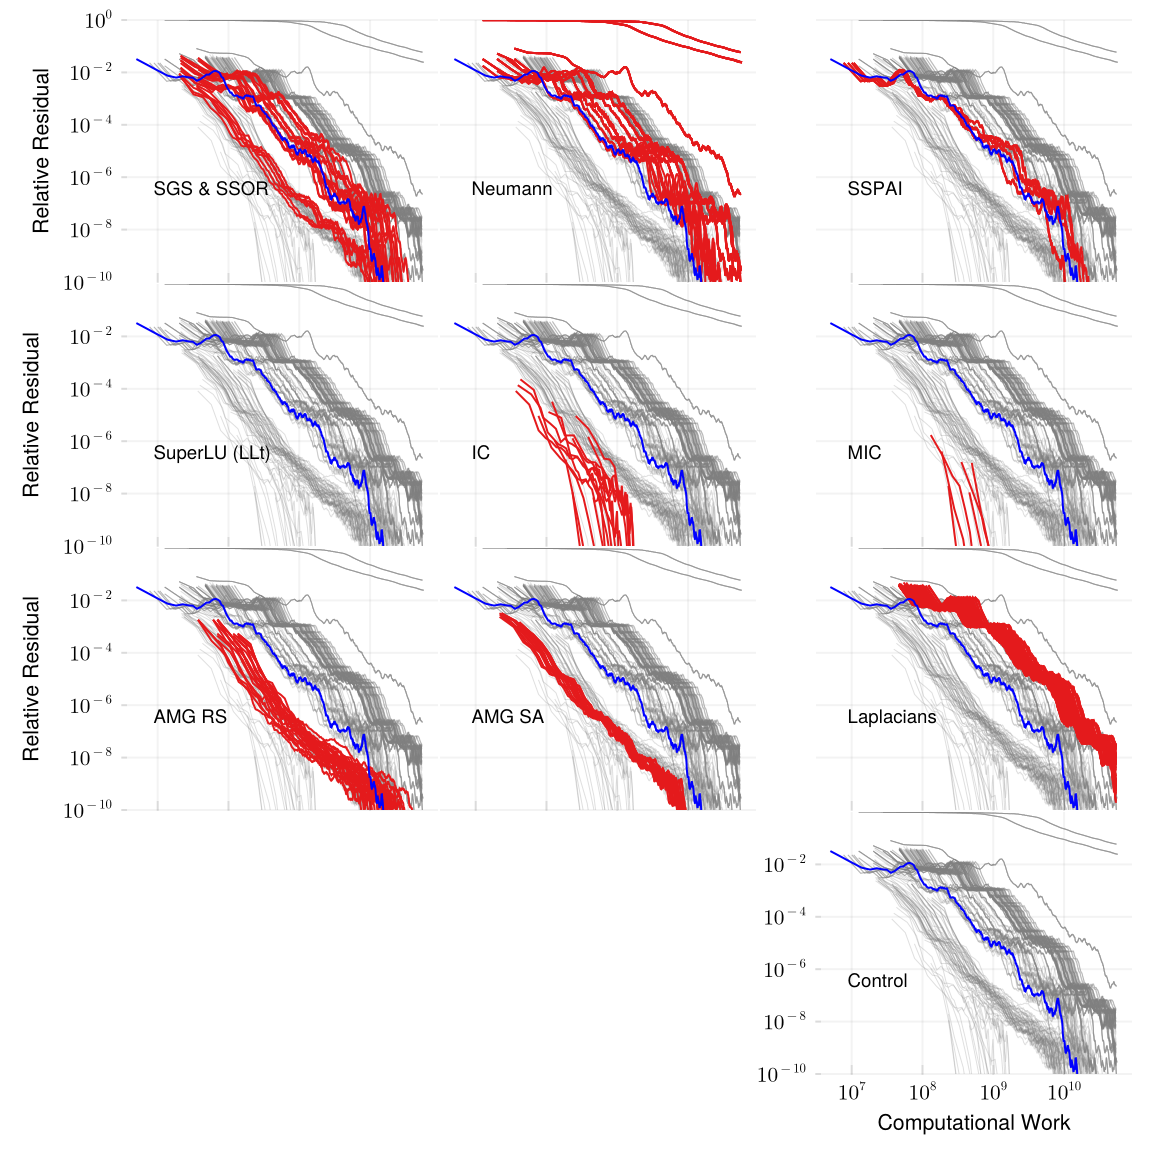 10^0
10^−2
10^−4
10^−6
10^−8
10^−10
Relative Residual
SGS & SSOR
Neumann
SSPAI
10^−2
10^−4
10^−6
10^−8
10^−10
Relative Residual
SuperLU (LLt)
IC
MIC
10^−2
10^−4
10^−6
10^−8
10^−10
Relative Residual
AMG RS
AMG SA
Laplacians
10^−2
10^−4
10^−6
10^−8
10^−10
Control
10^7 10^8 10^9 10^10
Computational Work